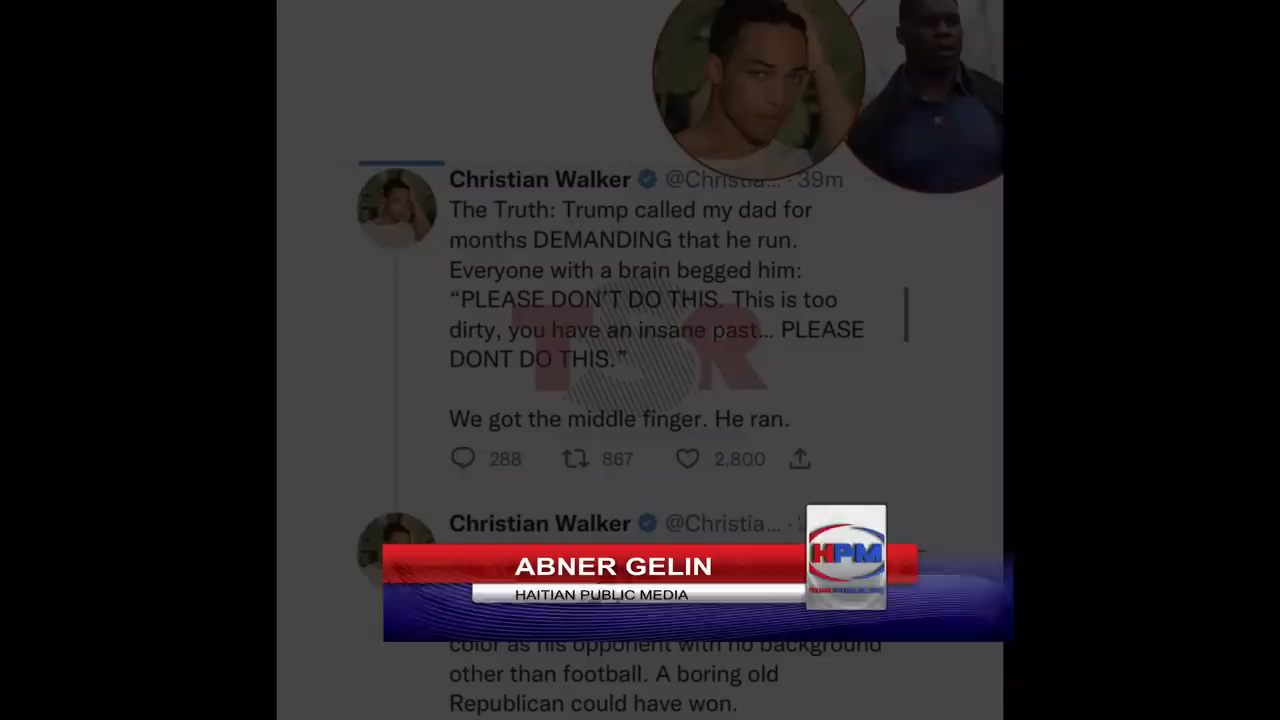 Christian Walker @Christia... · 39m
The Truth: Trump called my dad for
months DEMANDING that he run.
Everyone with a brain begged him:
“PLEASE DON’T DO THIS. This is too
dirty, you have an insane past... PLEASE
DONT DO THIS.”
TSR
We got the middle finger. He ran.
288 867 2,800
Christian Walker @Christia... ·
ABNER GELIN
HPM
HAITIAN PUBLIC MEDIA
color as his opponent with no background
other than football. A boring old
Republican could have won.